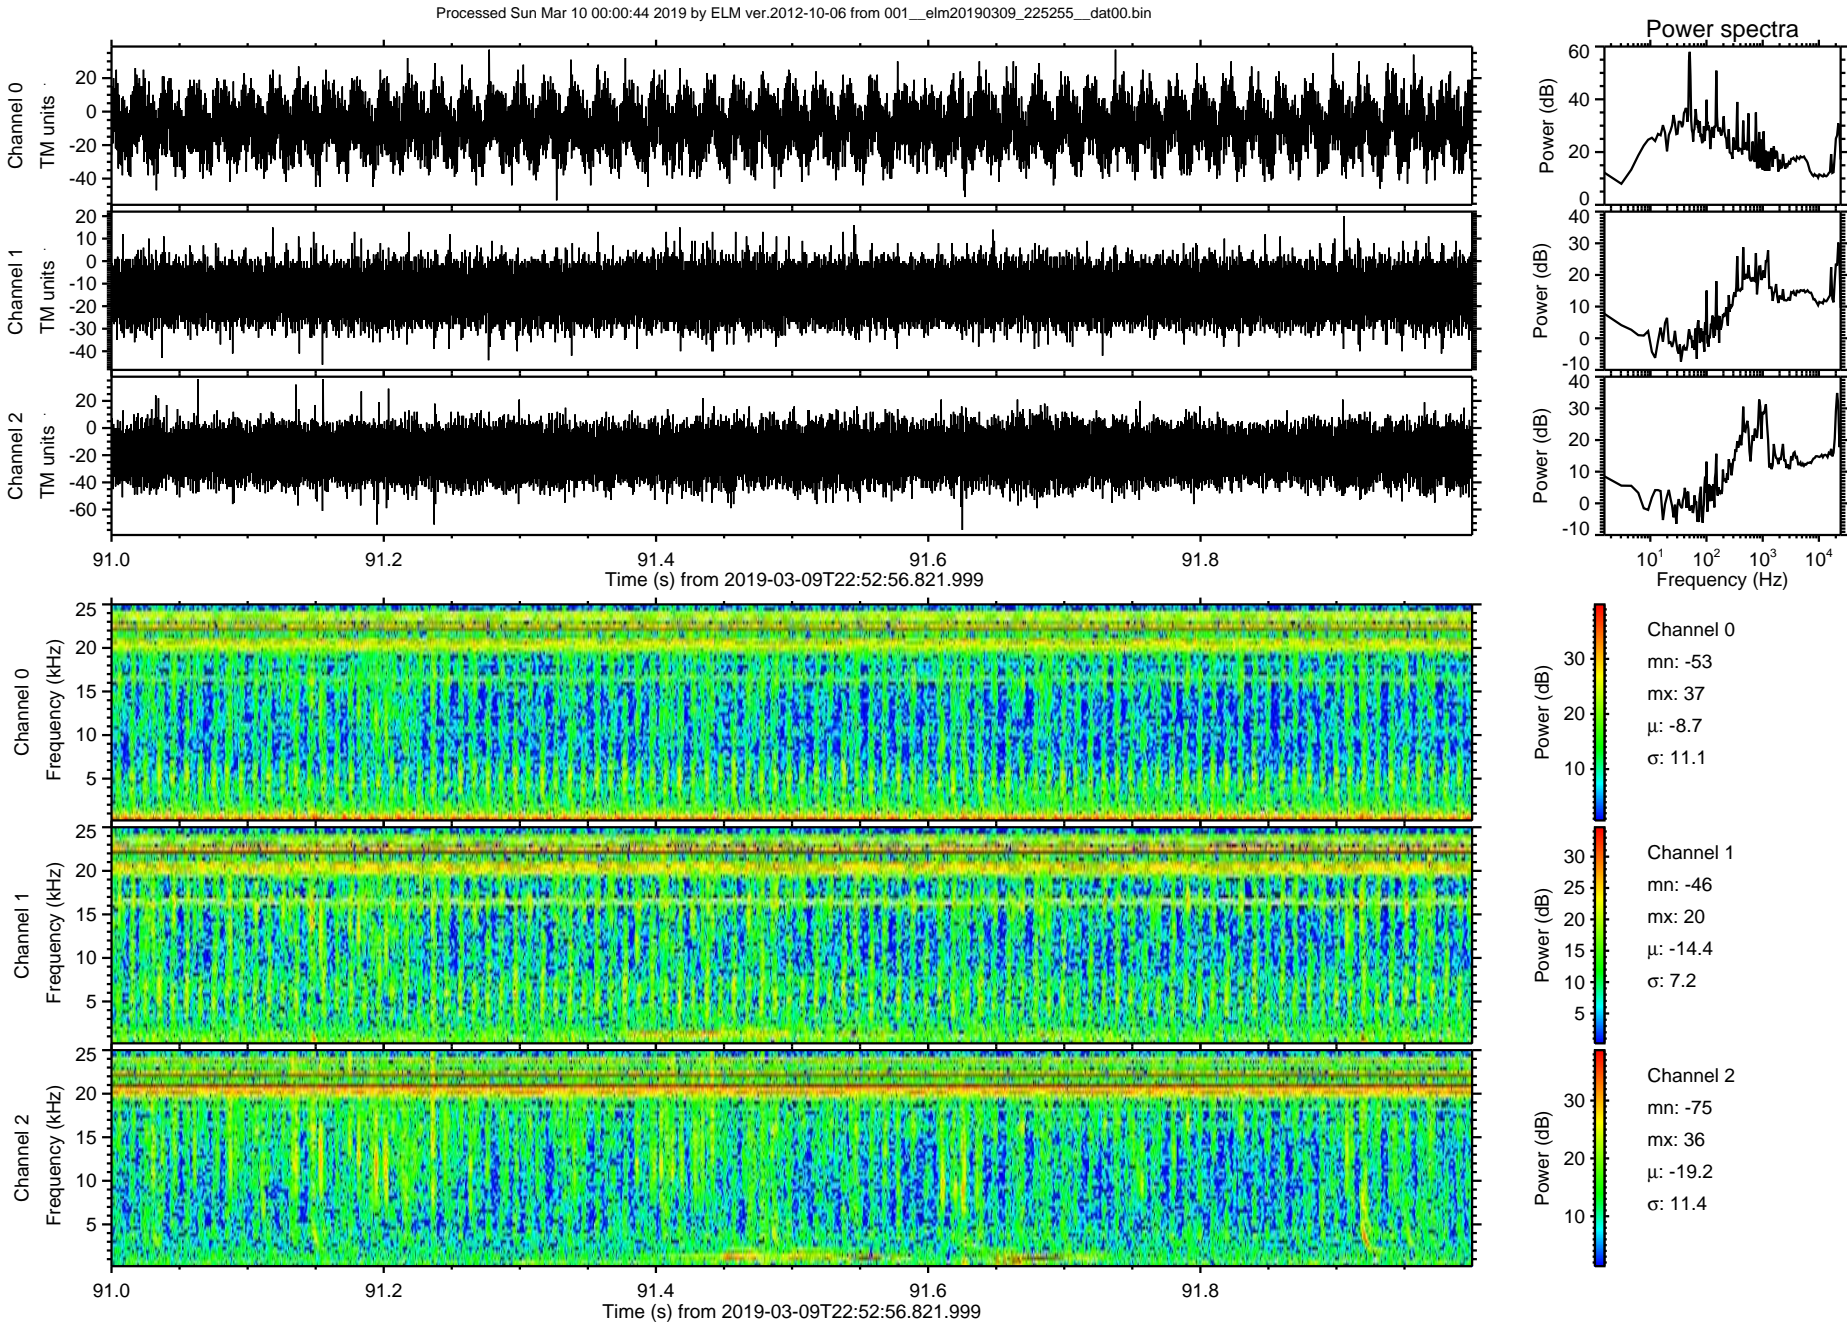 Processed Sun Mar 10 00:00:44 2019 by ELM ver.2012-10-06 from 001__elm20190309_225255__dat00.bin
Power spectra
Channel 0
TM units
20
0
-20
-40
Power (dB)
60
40
20
0
Channel 1
TM units
20
10
0
-10
-20
-30
-40
Power (dB)
40
30
20
10
0
-10
Channel 2
TM units
20
0
-20
-40
-60
Power (dB)
40
30
20
10
0
-10
91.0 91.2 91.4 91.6 91.8
Time (s) from 2019-03-09T22:52:56.821.999
10^1 10^2 10^3 10^4
Frequency (Hz)
Channel 0
Frequency (kHz)
25
20
15
10
5
Power (dB)
30
20
10
Channel 0
mn: -53
mx: 37
μ: -8.7
σ: 11.1
Channel 1
Frequency (kHz)
25
20
15
10
5
Power (dB)
30
25
20
15
10
5
Channel 1
mn: -46
mx: 20
μ: -14.4
σ: 7.2
Channel 2
Frequency (kHz)
25
20
15
10
5
Power (dB)
30
20
10
Channel 2
mn: -75
mx: 36
μ: -19.2
σ: 11.4
91.0 91.2 91.4 91.6 91.8
Time (s) from 2019-03-09T22:52:56.821.999